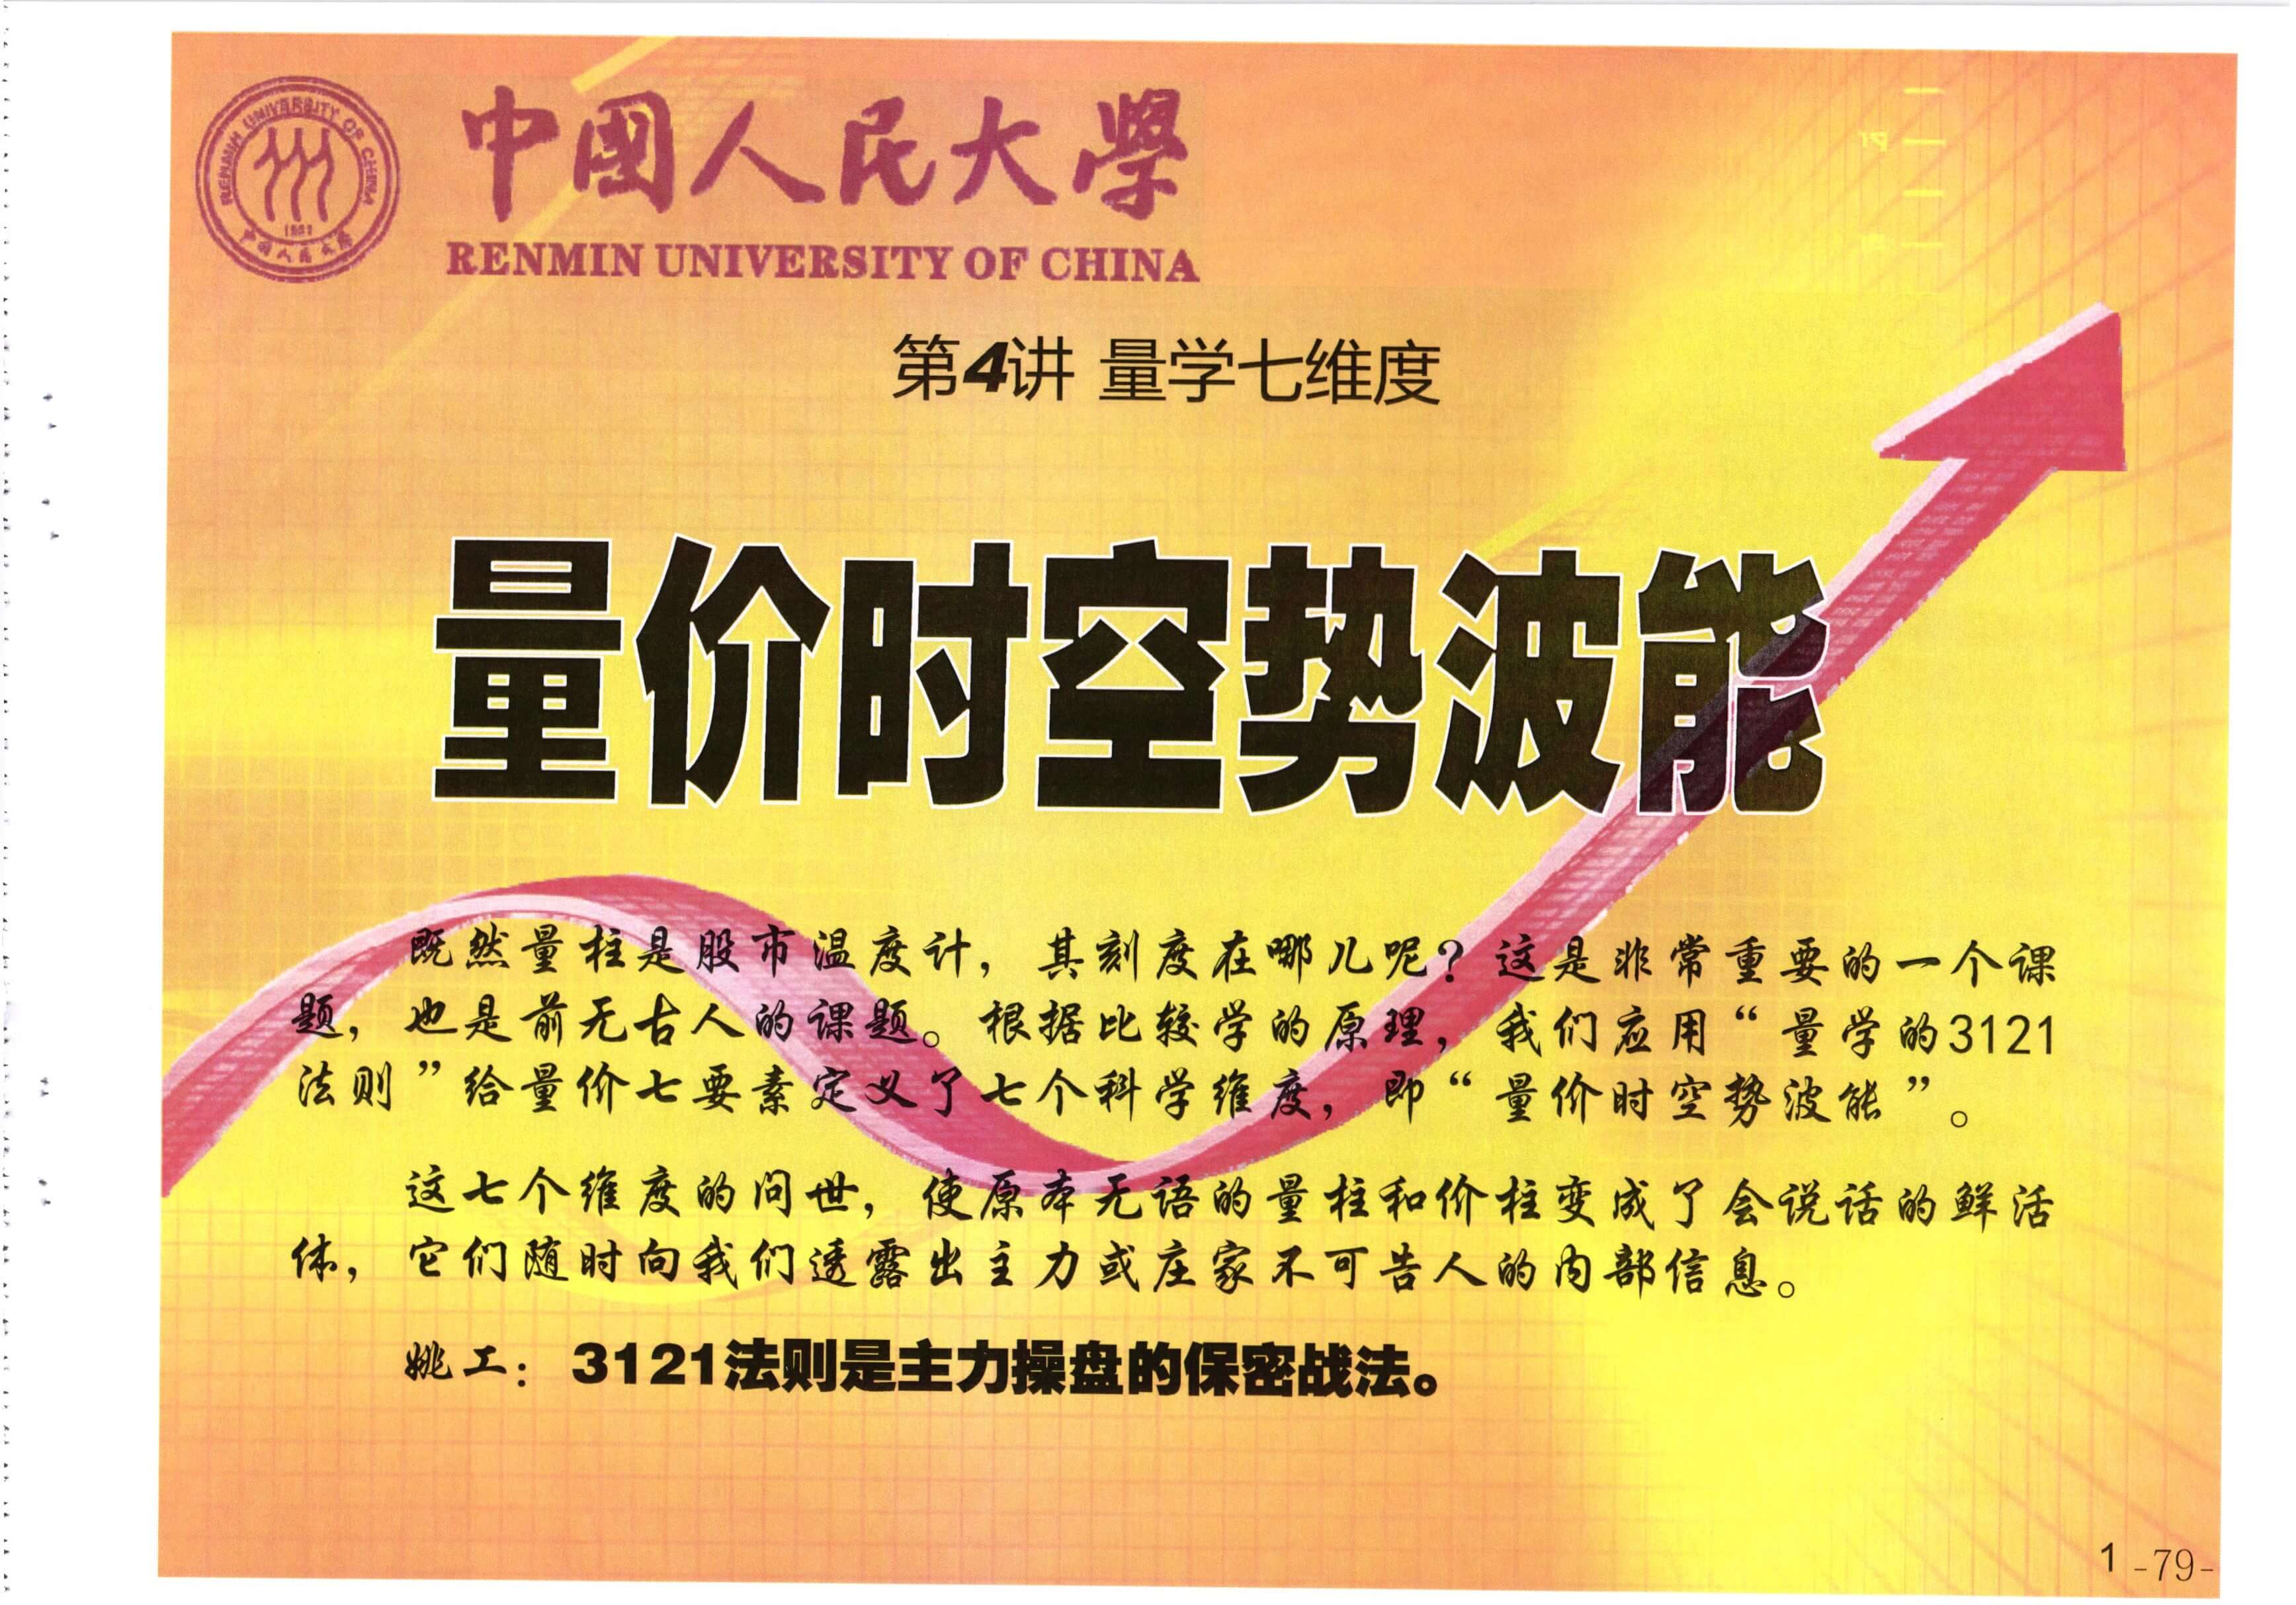 RENMIN UNIVERSITY OF CHINA
1937
中国人民大学
中國人民大學
RENMIN UNIVERSITY OF CHINA
第4讲 量学七维度
量价时空势波能
既然量柱是股市温度计，其刻度在哪儿呢？这是非常重要的一个课
题，也是前无古人的课题。根据比较学的原理，我们应用“量学的3121
法则”给量价七要素定义了七个科学维度，即“量价时空势波能”。
这七个维度的问世，使原本无语的量柱和价柱变成了会说话的鲜活
体，它们随时向我们透露出主力或庄家不可告人的内部信息。
姚工：3121法则是主力操盘的保密战法。
1 -79-